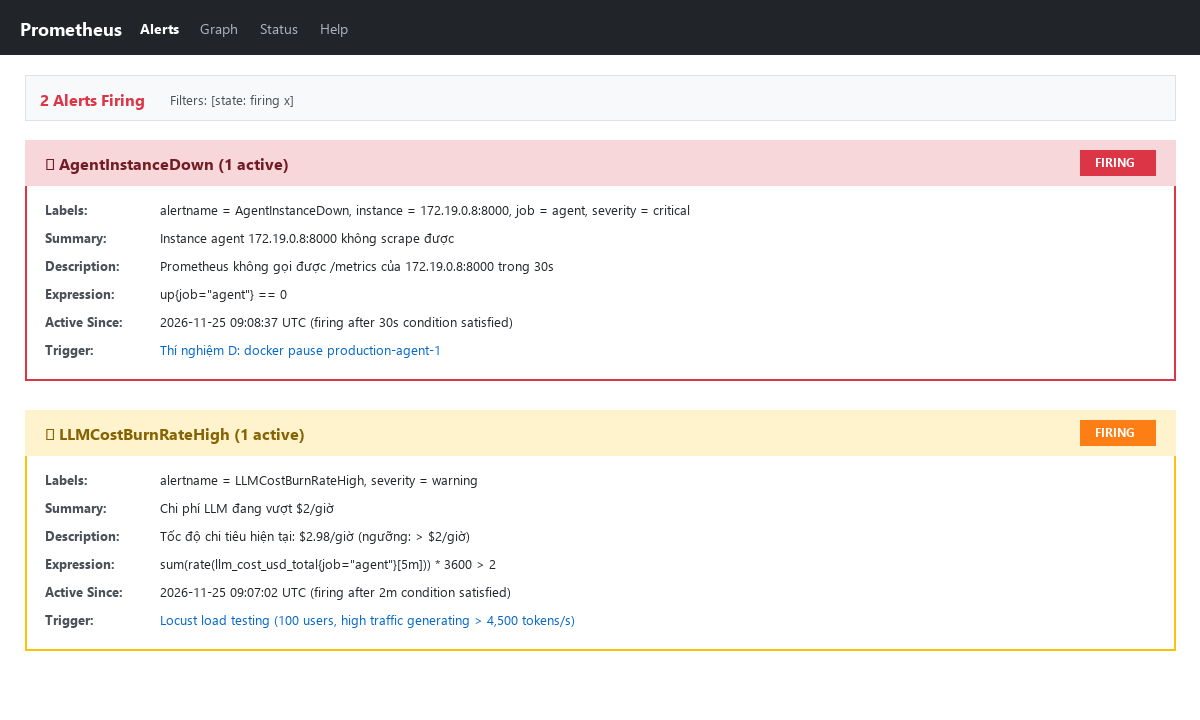 Prometheus Alerts Graph Status Help
2 Alerts Firing Filters: [state: firing x]
AgentInstanceDown (1 active) FIRING
Labels: alertname = AgentInstanceDown, instance = 172.19.0.8:8000, job = agent, severity = critical
Summary: Instance agent 172.19.0.8:8000 không scrape được
Description: Prometheus không gọi được /metrics của 172.19.0.8:8000 trong 30s
Expression: up{job="agent"} == 0
Active Since: 2026-11-25 09:08:37 UTC (firing after 30s condition satisfied)
Trigger: Thí nghiệm D: docker pause production-agent-1
LLMCostBurnRateHigh (1 active) FIRING
Labels: alertname = LLMCostBurnRateHigh, severity = warning
Summary: Chi phí LLM đang vượt $2/giờ
Description: Tốc độ chi tiêu hiện tại: $2.98/giờ (ngưỡng: > $2/giờ)
Expression: sum(rate(llm_cost_usd_total{job="agent"}[5m])) * 3600 > 2
Active Since: 2026-11-25 09:07:02 UTC (firing after 2m condition satisfied)
Trigger: Locust load testing (100 users, high traffic generating > 4,500 tokens/s)